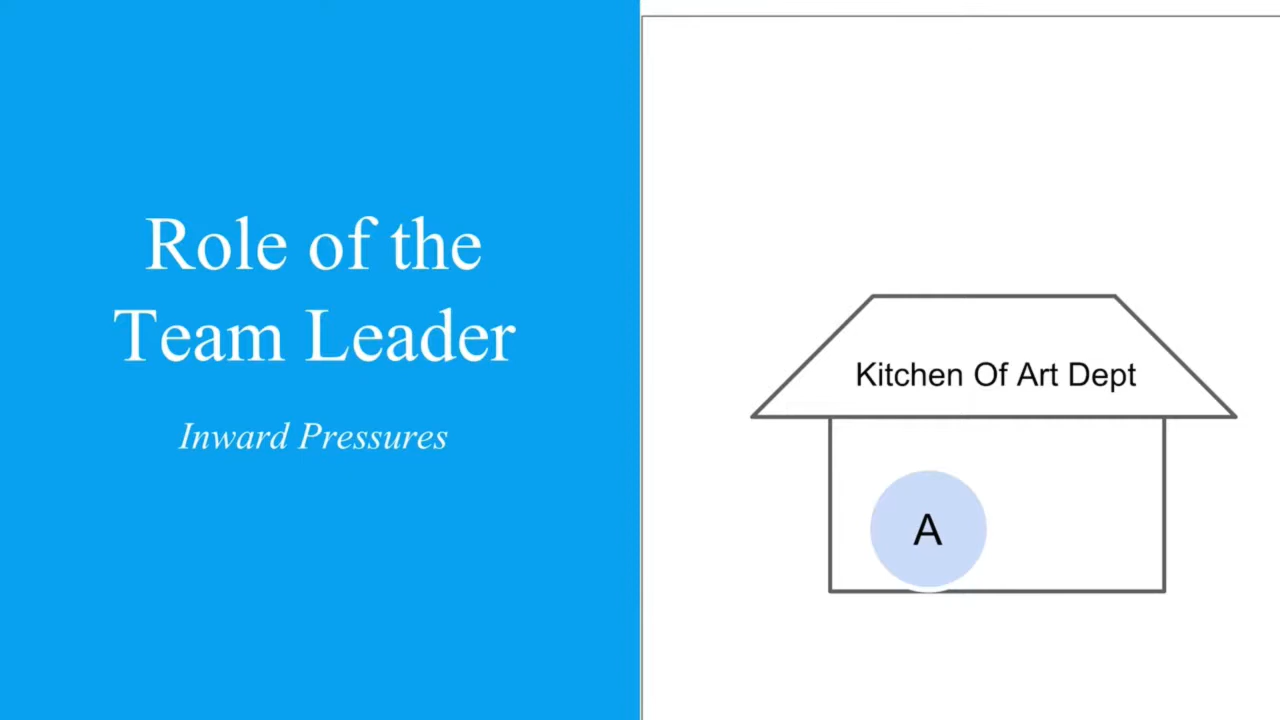 Role of the
Team Leader
Inward Pressures
Kitchen Of Art Dept
A